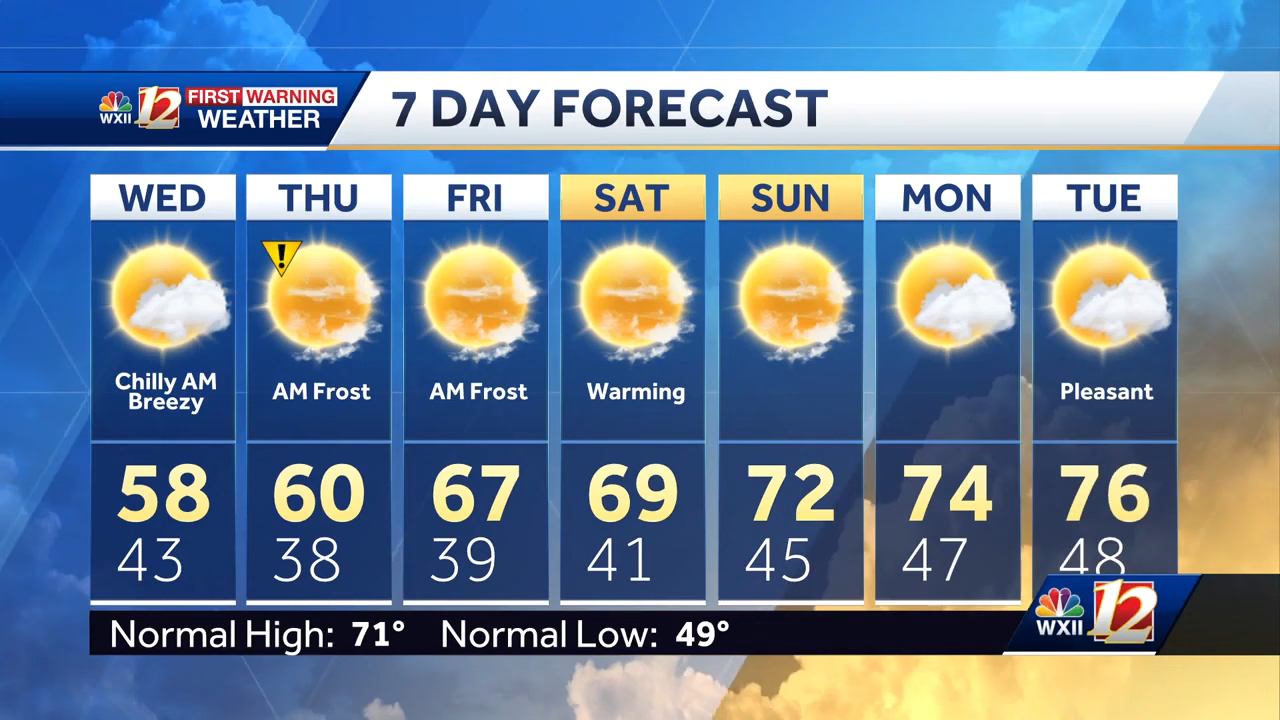 WXII 12 FIRST WARNING
WEATHER
7 DAY FORECAST
WED THU FRI SAT SUN MON TUE
!
Chilly AM
Breezy
AM Frost
AM Frost
Warming
Pleasant
58 60 67 69 72 74 76
43 38 39 41 45 47 48
Normal High: 71° Normal Low: 49°
WXII 12